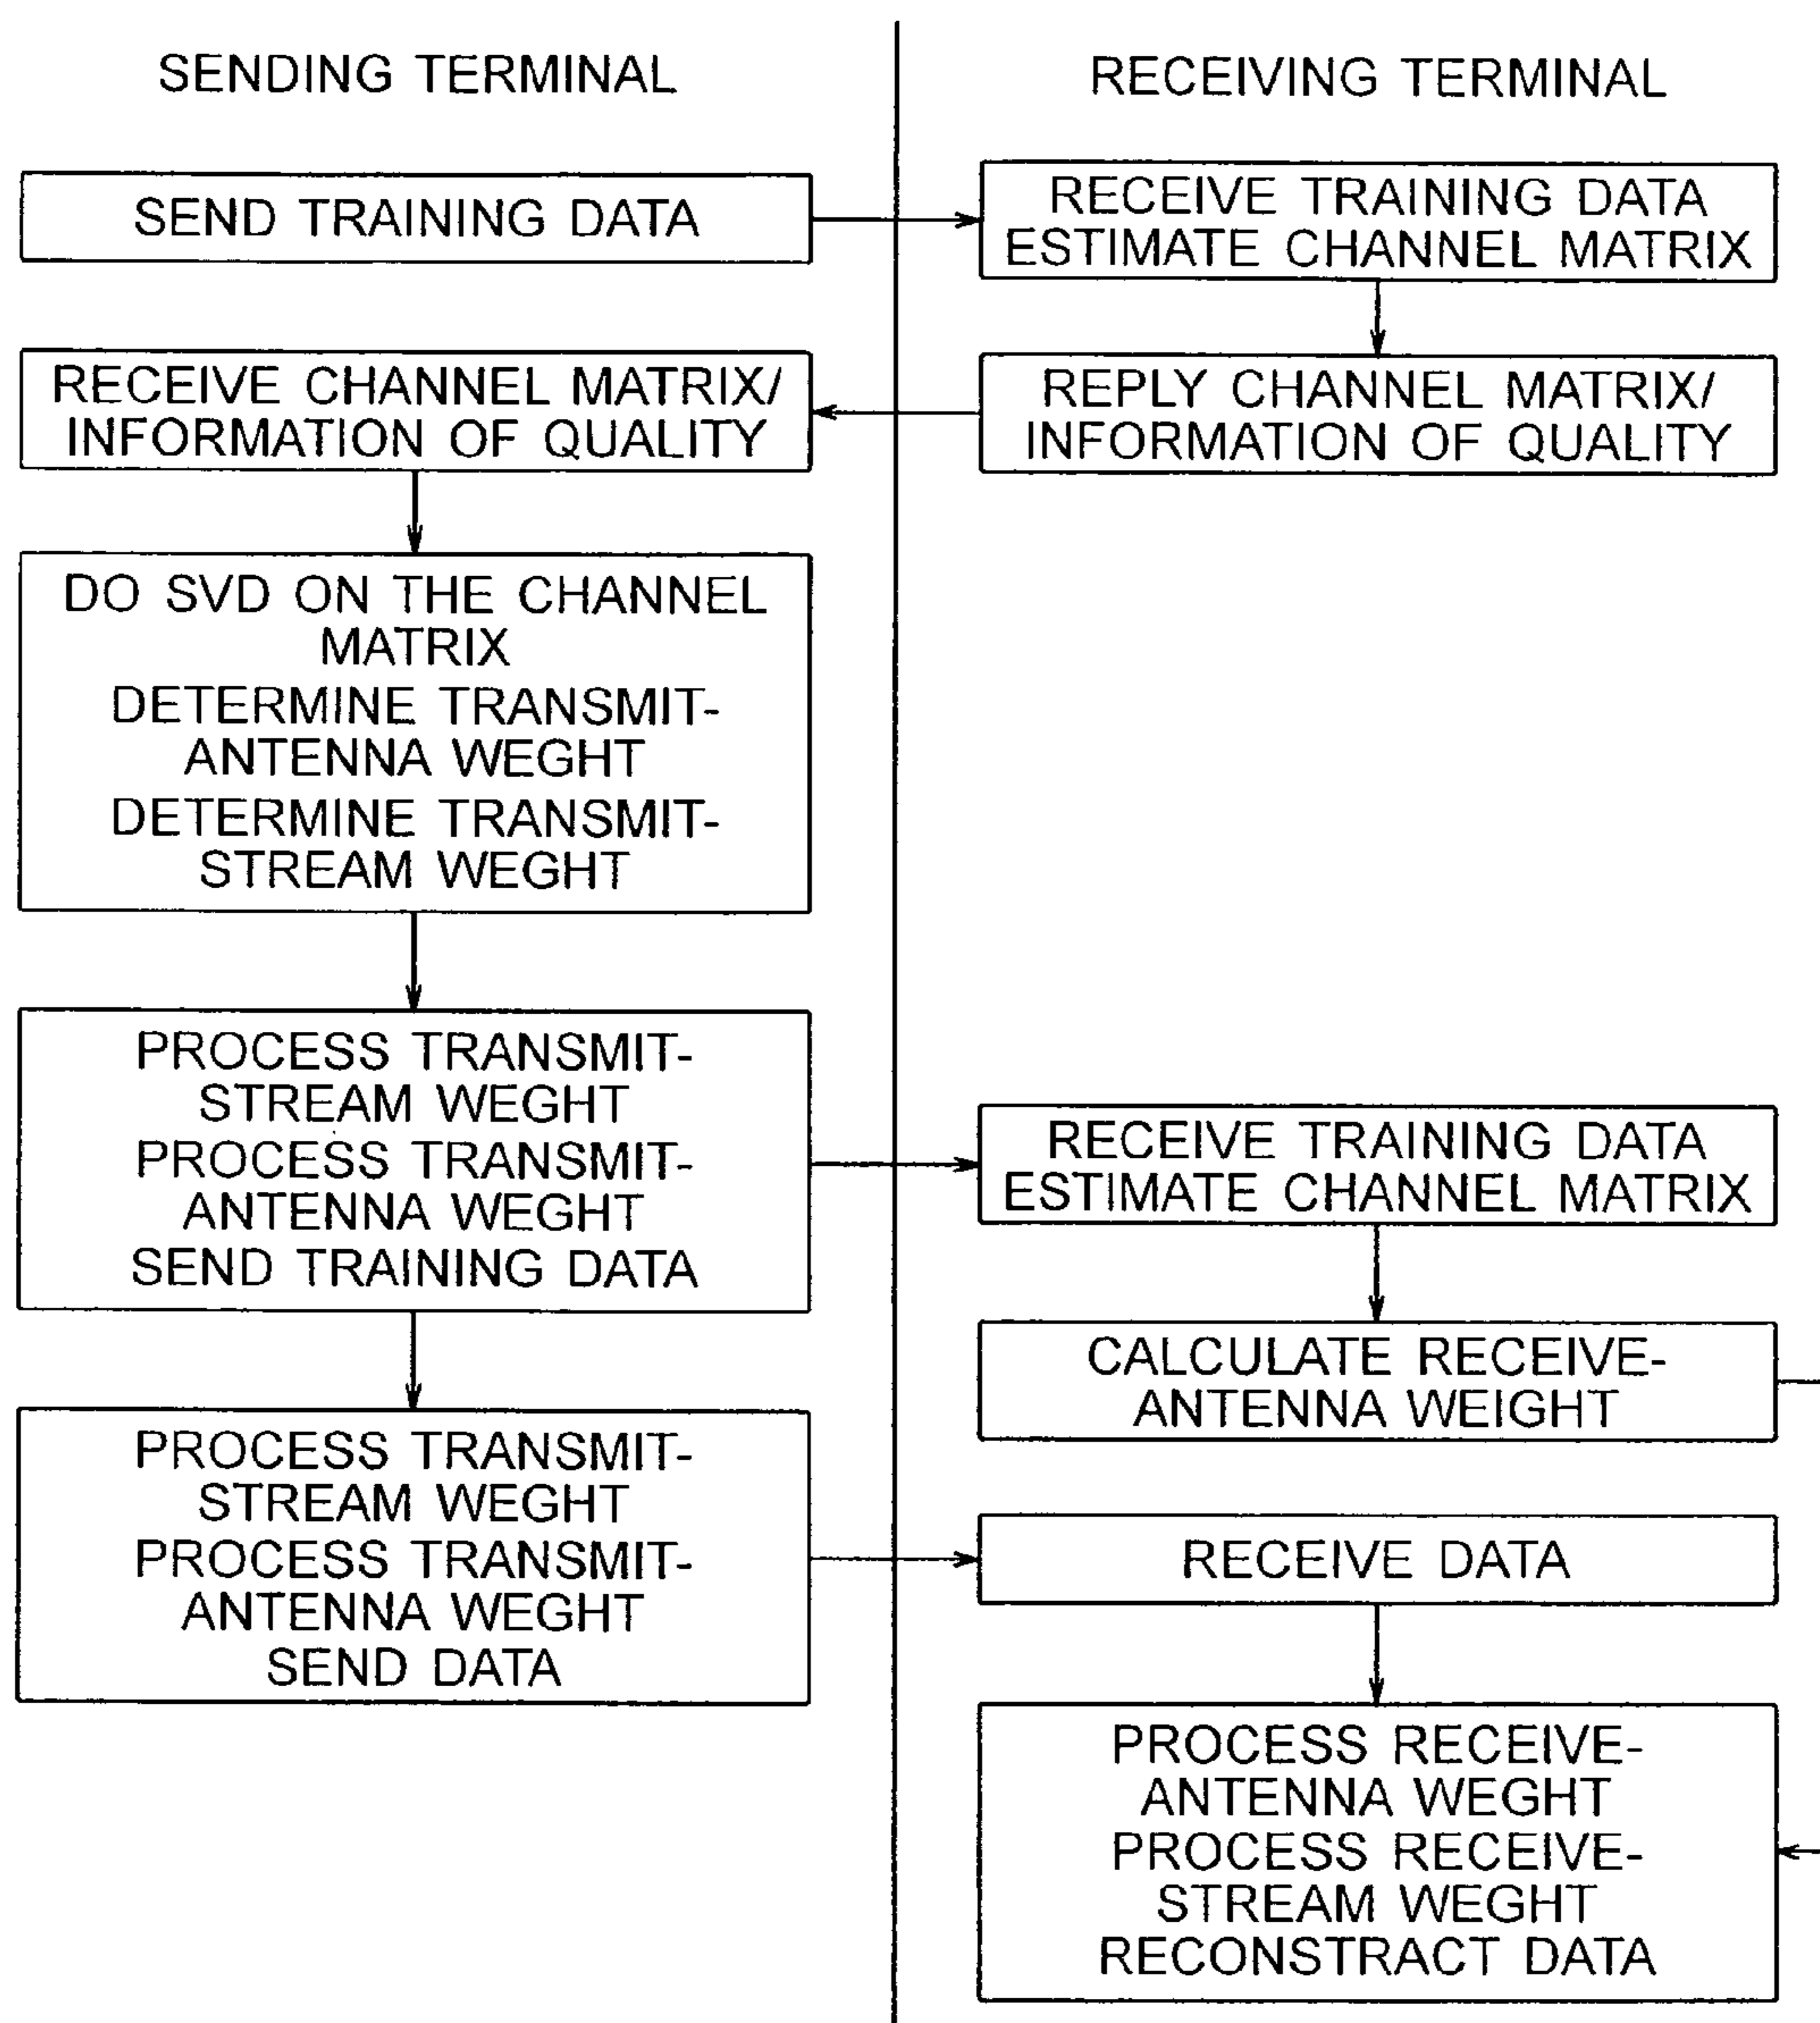 SENDING TERMINAL
RECEIVING TERMINAL
SEND TRAINING DATA
RECEIVE TRAINING DATA
ESTIMATE CHANNEL MATRIX
RECEIVE CHANNEL MATRIX/
INFORMATION OF QUALITY
REPLY CHANNEL MATRIX/
INFORMATION OF QUALITY
DO SVD ON THE CHANNEL
MATRIX
DETERMINE TRANSMIT-
ANTENNA WEGHT
DETERMINE TRANSMIT-
STREAM WEGHT
PROCESS TRANSMIT-
STREAM WEGHT
PROCESS TRANSMIT-
ANTENNA WEGHT
SEND TRAINING DATA
RECEIVE TRAINING DATA
ESTIMATE CHANNEL MATRIX
CALCULATE RECEIVE-
ANTENNA WEIGHT
PROCESS TRANSMIT-
STREAM WEGHT
PROCESS TRANSMIT-
ANTENNA WEGHT
SEND DATA
RECEIVE DATA
PROCESS RECEIVE-
ANTENNA WEGHT
PROCESS RECEIVE-
STREAM WEGHT
RECONSTRACT DATA